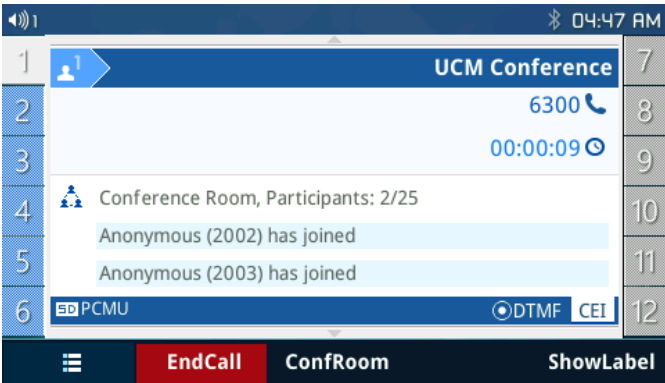 1 04:47 AM
1 1 UCM Conference 7
2 6300 8
3 00:00:09 9
4 Conference Room, Participants: 2/25 10
Anonymous (2002) has joined
5 Anonymous (2003) has joined 11
6 SD PCMU DTMF CEI 12
EndCall ConfRoom ShowLabel